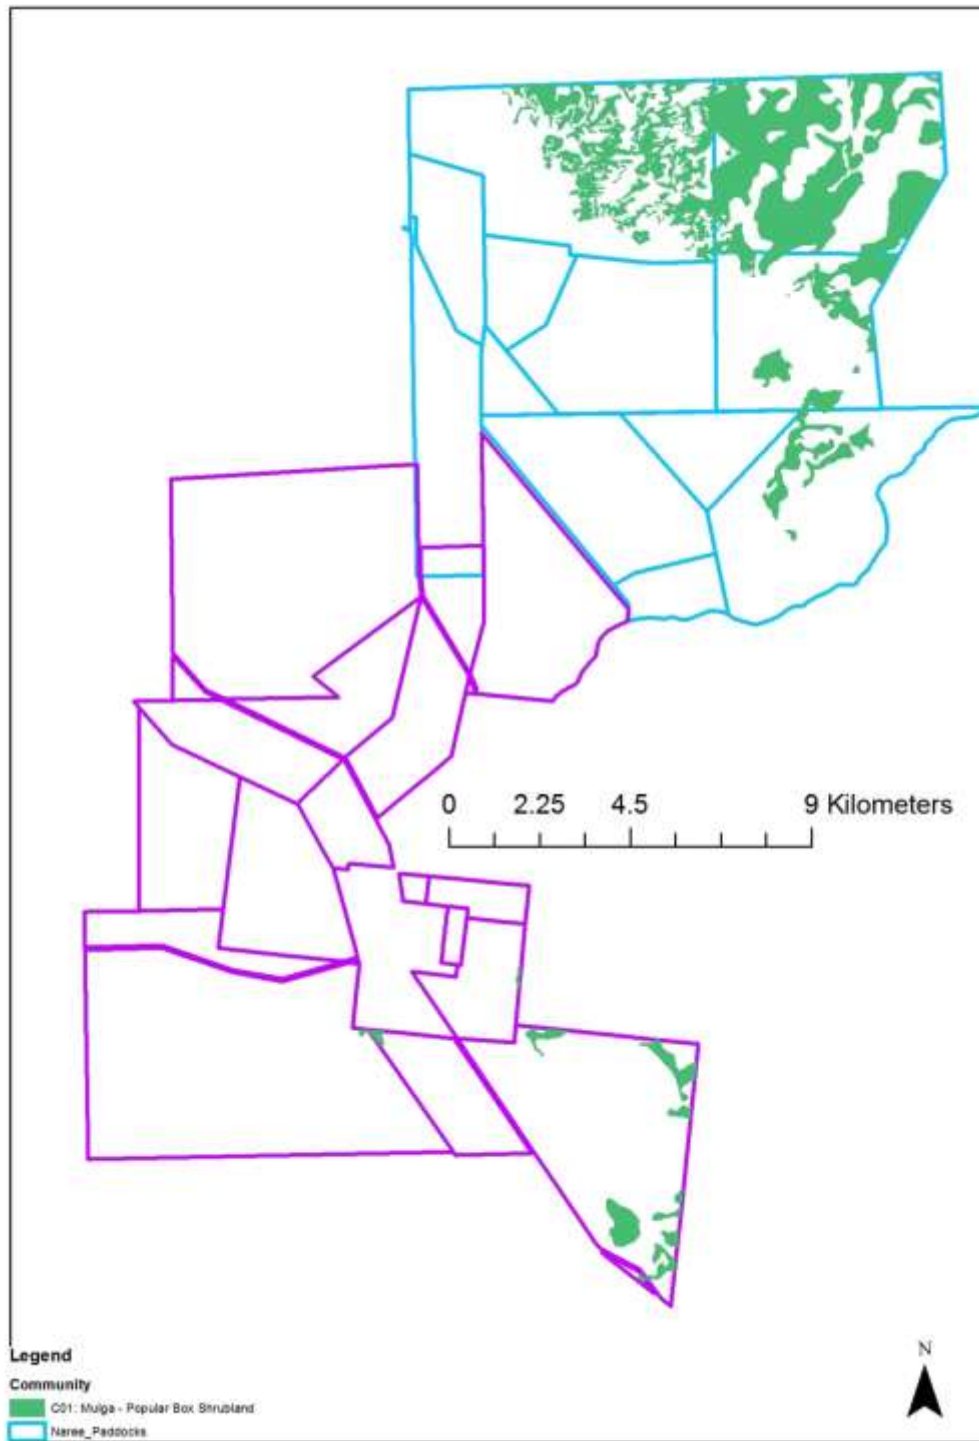 0 2.25 4.5 9 Kilometers
N
Legend
Community
C01: Mulga - Popular Box Shrubland
Naree_Paddocks